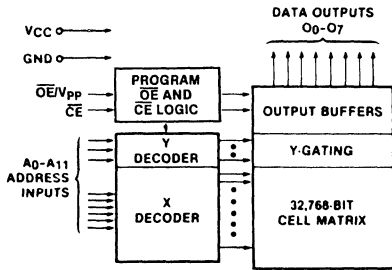 DATA OUTPUTS
O0-O7
VCC
GND
OE/VPP
CE
PROGRAM
OE AND
CE LOGIC
OUTPUT BUFFERS
Y
DECODER
Y-GATING
A0-A11
ADDRESS
INPUTS
X
DECODER
32,768-BIT
CELL MATRIX